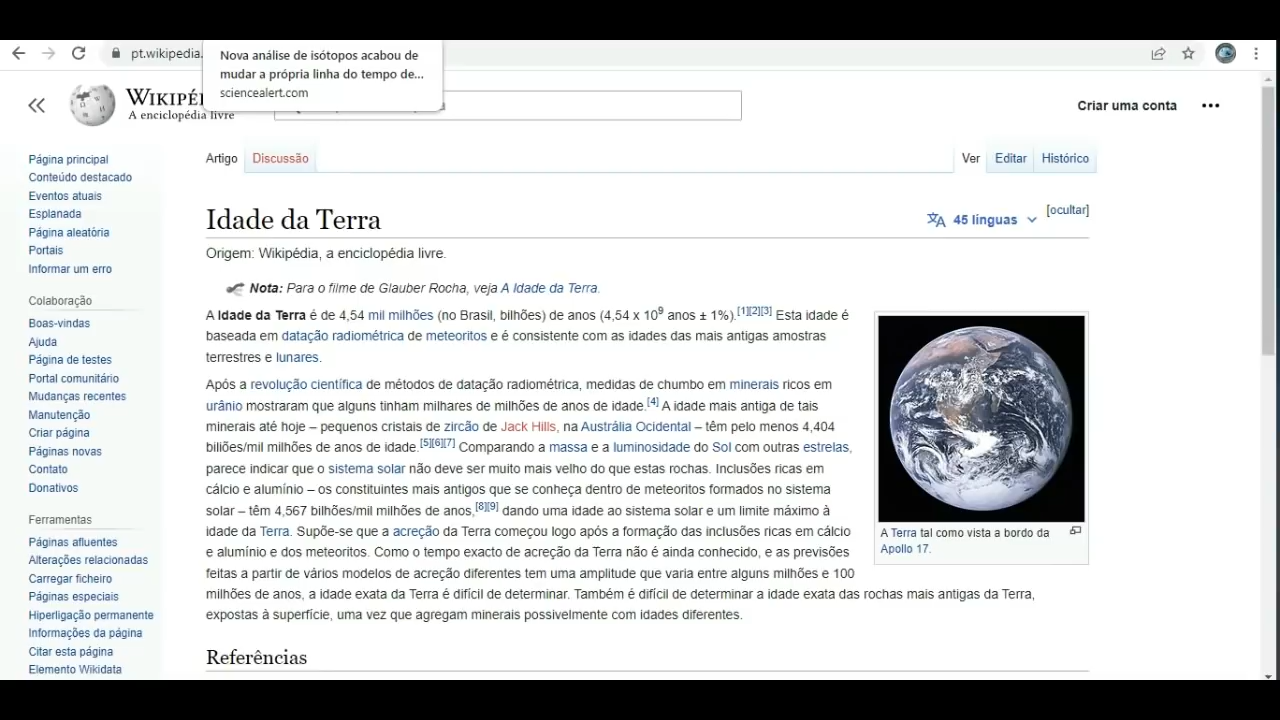 pt.wikipedia.
Nova análise de isótopos acabou de
mudar a própria linha do tempo de...
sciencealert.com
WIKIPÉ
A enciclopédia livre
Criar uma conta
Artigo
Discussão
Ver
Editar
Histórico
Página principal
Conteúdo destacado
Eventos atuais
Esplanada
Página aleatória
Portais
Informar um erro
Colaboração
Boas-vindas
Ajuda
Página de testes
Portal comunitário
Mudanças recentes
Manutenção
Criar página
Páginas novas
Contato
Donativos
Ferramentas
Páginas afluentes
Alterações relacionadas
Carregar ficheiro
Páginas especiais
Hiperligação permanente
Informações da página
Citar esta página
Elemento Wikidata
Idade da Terra
45 línguas
[ocultar]
Origem: Wikipédia, a enciclopédia livre.
Nota: Para o filme de Glauber Rocha, veja A Idade da Terra.
A Idade da Terra é de 4,54 mil milhões (no Brasil, bilhões) de anos (4,54 x 10⁹ anos ± 1%).[1][2][3] Esta idade é
baseada em datação radiométrica de meteoritos e é consistente com as idades das mais antigas amostras
terrestres e lunares.
Após a revolução científica de métodos de datação radiométrica, medidas de chumbo em minerais ricos em
urânio mostraram que alguns tinham milhares de milhões de anos de idade.[4] A idade mais antiga de tais
minerais até hoje – pequenos cristais de zircão de Jack Hills, na Austrália Ocidental – têm pelo menos 4,404
biliões/mil milhões de anos de idade.[5][6][7] Comparando a massa e a luminosidade do Sol com outras estrelas,
parece indicar que o sistema solar não deve ser muito mais velho do que estas rochas. Inclusões ricas em
cálcio e alumínio – os constituintes mais antigos que se conheça dentro de meteoritos formados no sistema
solar – têm 4,567 bilhões/mil milhões de anos,[8][9] dando uma idade ao sistema solar e um limite máximo à
idade da Terra. Supõe-se que a acreção da Terra começou logo após a formação das inclusões ricas em cálcio
e alumínio e dos meteoritos. Como o tempo exacto de acreção da Terra não é ainda conhecido, e as previsões
feitas a partir de vários modelos de acreção diferentes tem uma amplitude que varia entre alguns milhões e 100
milhões de anos, a idade exata da Terra é difícil de determinar. Também é difícil de determinar a idade exata das rochas mais antigas da Terra,
expostas à superfície, uma vez que agregam minerais possivelmente com idades diferentes.
A Terra tal como vista a bordo da
Apollo 17.
Referências